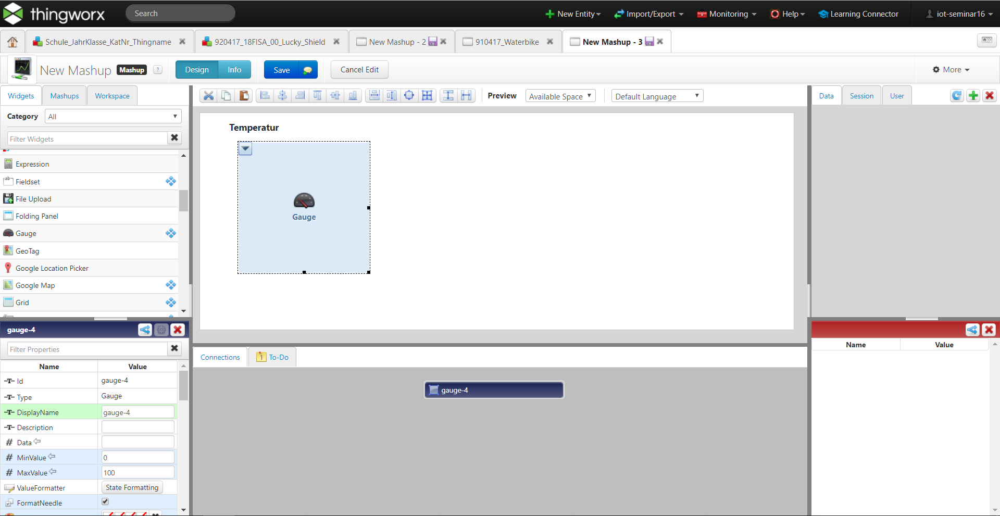 thingworx
Search
New Entity
Import/Export
Monitoring
Help
Learning Connector
iot-seminar16
Schule_JahrKlasse_KatNr_Thingname
920417_18FISA_00_Lucky_Shield
New Mashup - 2
910417_Waterbike
New Mashup - 3
New Mashup Mashup ?
Design Info
Save
Cancel Edit
More
Widgets Mashups Workspace
Preview Available Space Default Language
Data Session User
Category All
Filter Widgets
Expression
Fieldset
File Upload
Folding Panel
Gauge
GeoTag
Google Location Picker
Google Map
Grid
Temperatur
Gauge
gauge-4
Filter Properties
Name Value
Id gauge-4
Type Gauge
DisplayName gauge-4
Description
Data
MinValue 0
MaxValue 100
ValueFormatter State Formatting
FormatNeedle
Connections 1 To-Do
gauge-4
Name Value